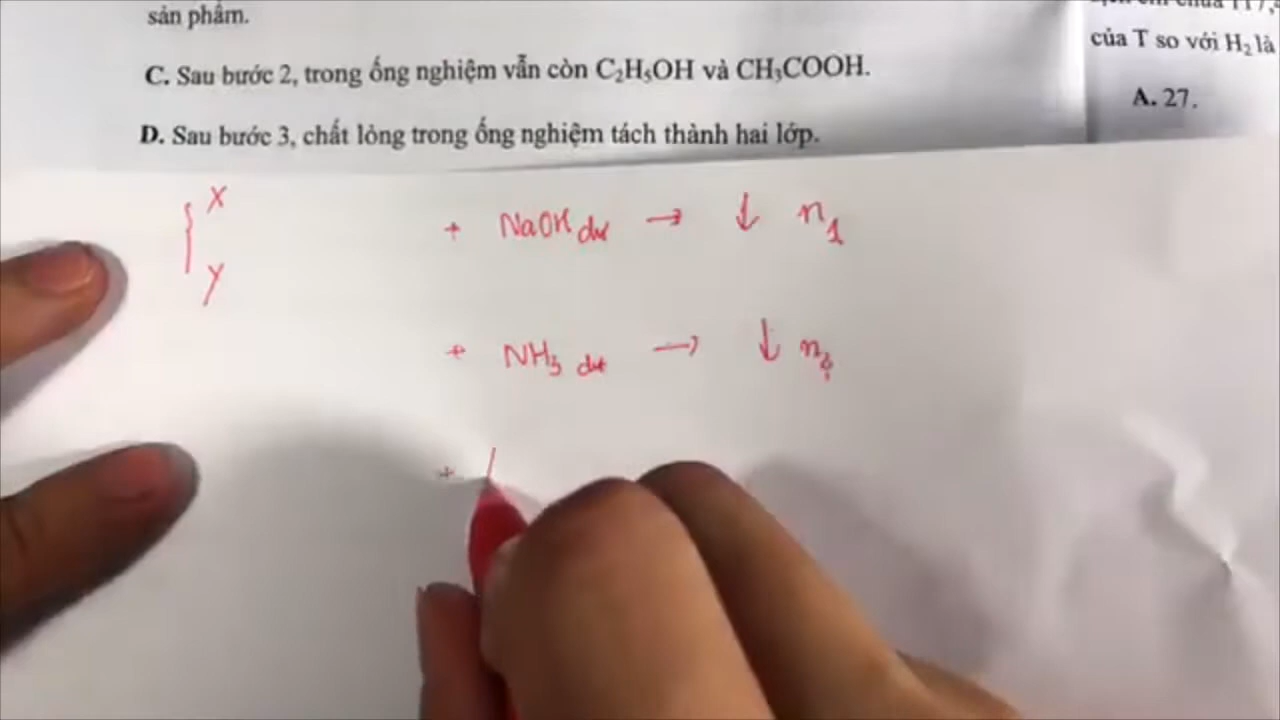 sản phẩm.
C. Sau bước 2, trong ống nghiệm vẫn còn C₂H₅OH và CH₃COOH.
D. Sau bước 3, chất lỏng trong ống nghiệm tách thành hai lớp.
của T so với H₂ là
A. 27.
{ X
Y
+ NaOH dư → ↓ n₁
+ NH₃ dư → ↓ n₂
+